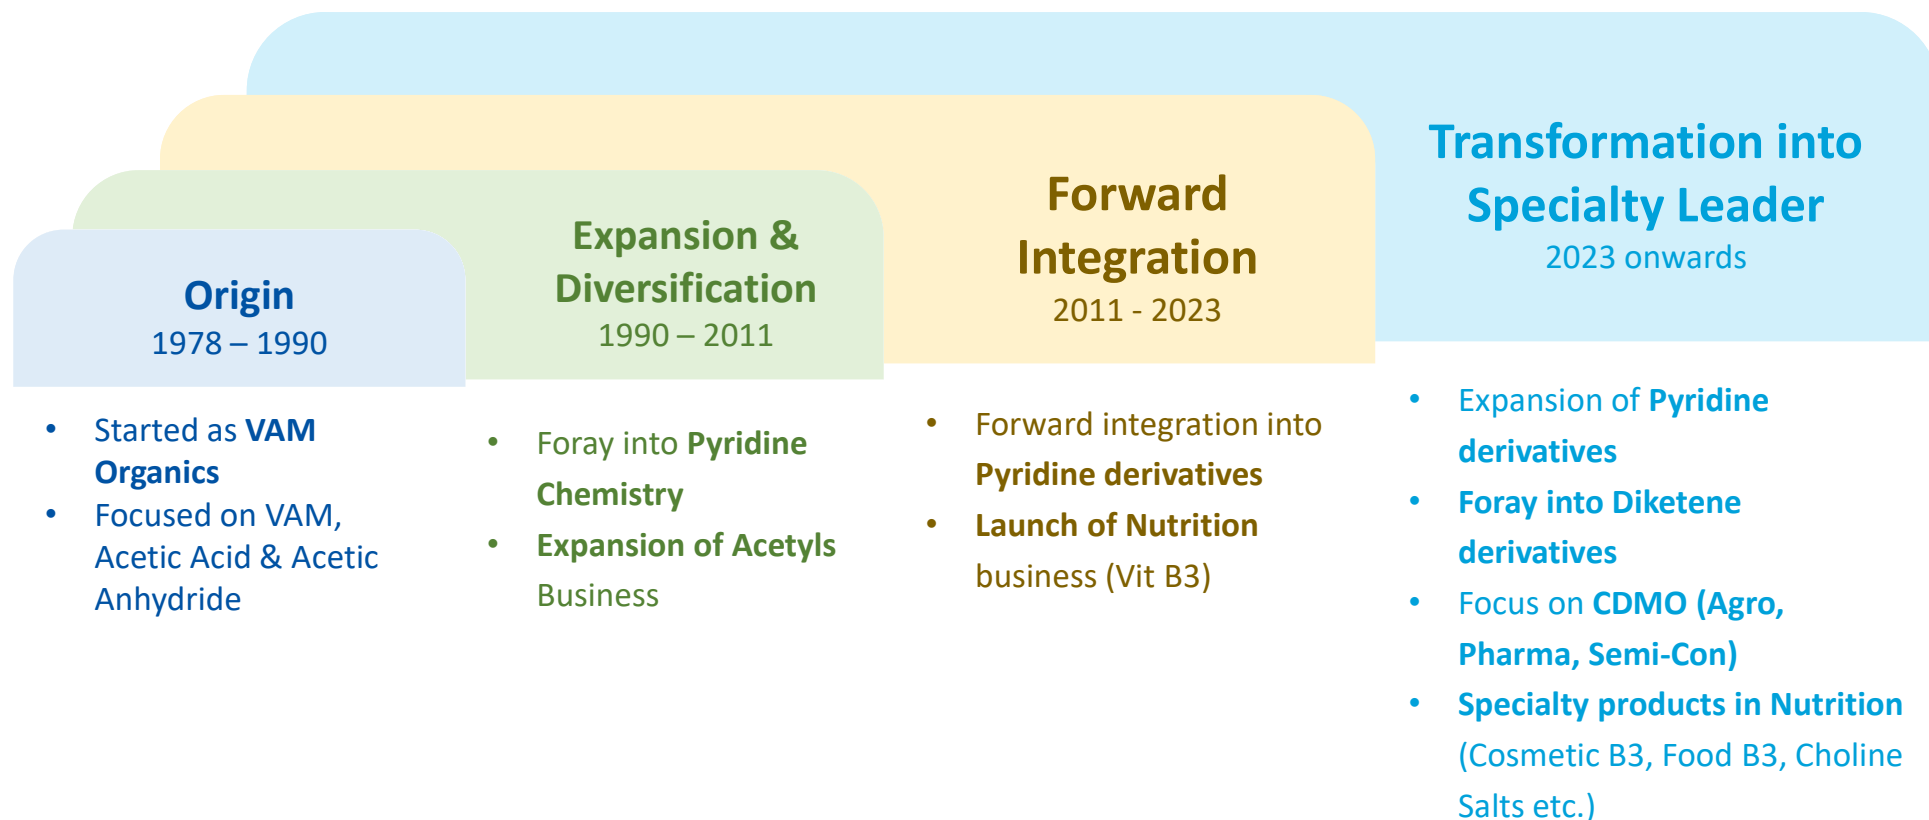 Origin
1978 – 1990
• Started as VAM
Organics
• Focused on VAM,
Acetic Acid & Acetic
Anhydride
Expansion &
Diversification
1990 – 2011
• Foray into Pyridine
Chemistry
• Expansion of Acetyls
Business
Forward
Integration
2011 - 2023
• Forward integration into
Pyridine derivatives
• Launch of Nutrition
business (Vit B3)
Transformation into
Specialty Leader
2023 onwards
• Expansion of Pyridine
derivatives
• Foray into Diketene
derivatives
• Focus on CDMO (Agro,
Pharma, Semi-Con)
• Specialty products in Nutrition
(Cosmetic B3, Food B3, Choline
Salts etc.)